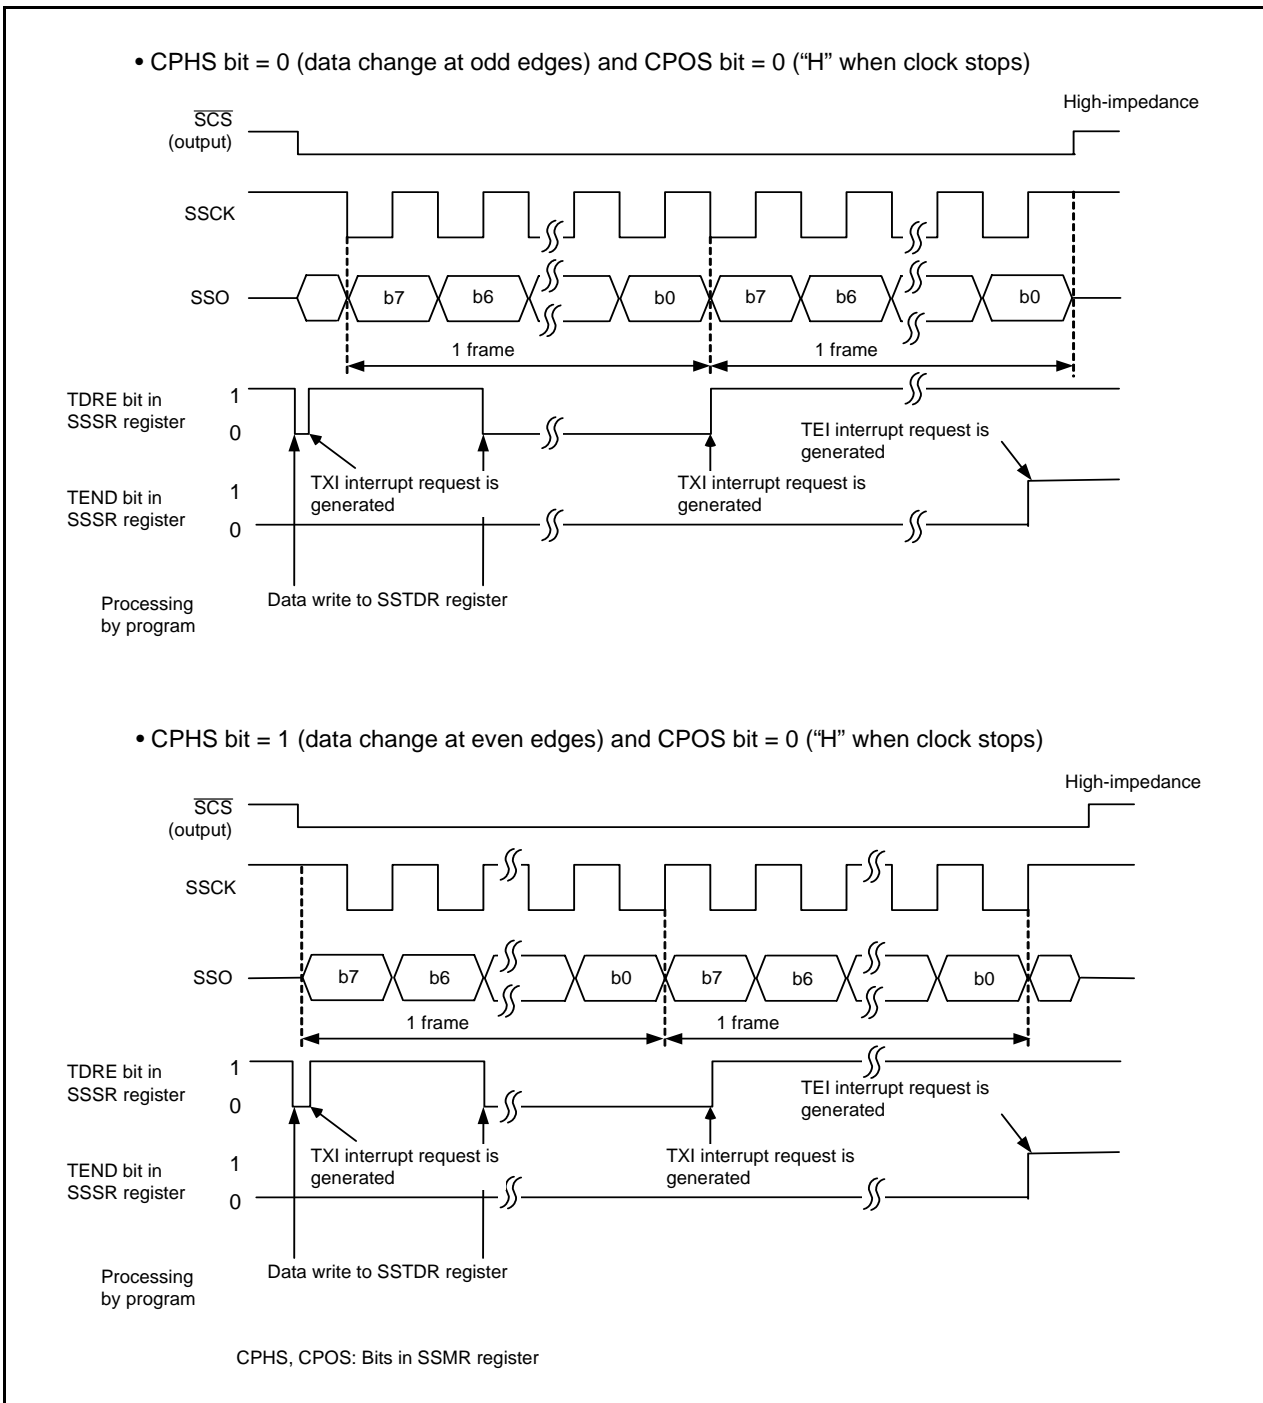 • CPHS bit = 0 (data change at odd edges) and CPOS bit = 0 (“H” when clock stops)
High-impedance
SCS
(output)
SSCK
SSO
b7
b6
b0
b7
b6
b0
1 frame
1 frame
TDRE bit in
SSSR register
1
0
TEI interrupt request is
generated
TXI interrupt request is
generated
TXI interrupt request is
generated
TEND bit in
SSSR register
1
0
Processing
by program
Data write to SSTDR register
• CPHS bit = 1 (data change at even edges) and CPOS bit = 0 (“H” when clock stops)
High-impedance
SCS
(output)
SSCK
SSO
b7
b6
b0
b7
b6
b0
1 frame
1 frame
TDRE bit in
SSSR register
1
0
TEI interrupt request is
generated
TXI interrupt request is
generated
TXI interrupt request is
generated
TEND bit in
SSSR register
1
0
Processing
by program
Data write to SSTDR register
CPHS, CPOS: Bits in SSMR register